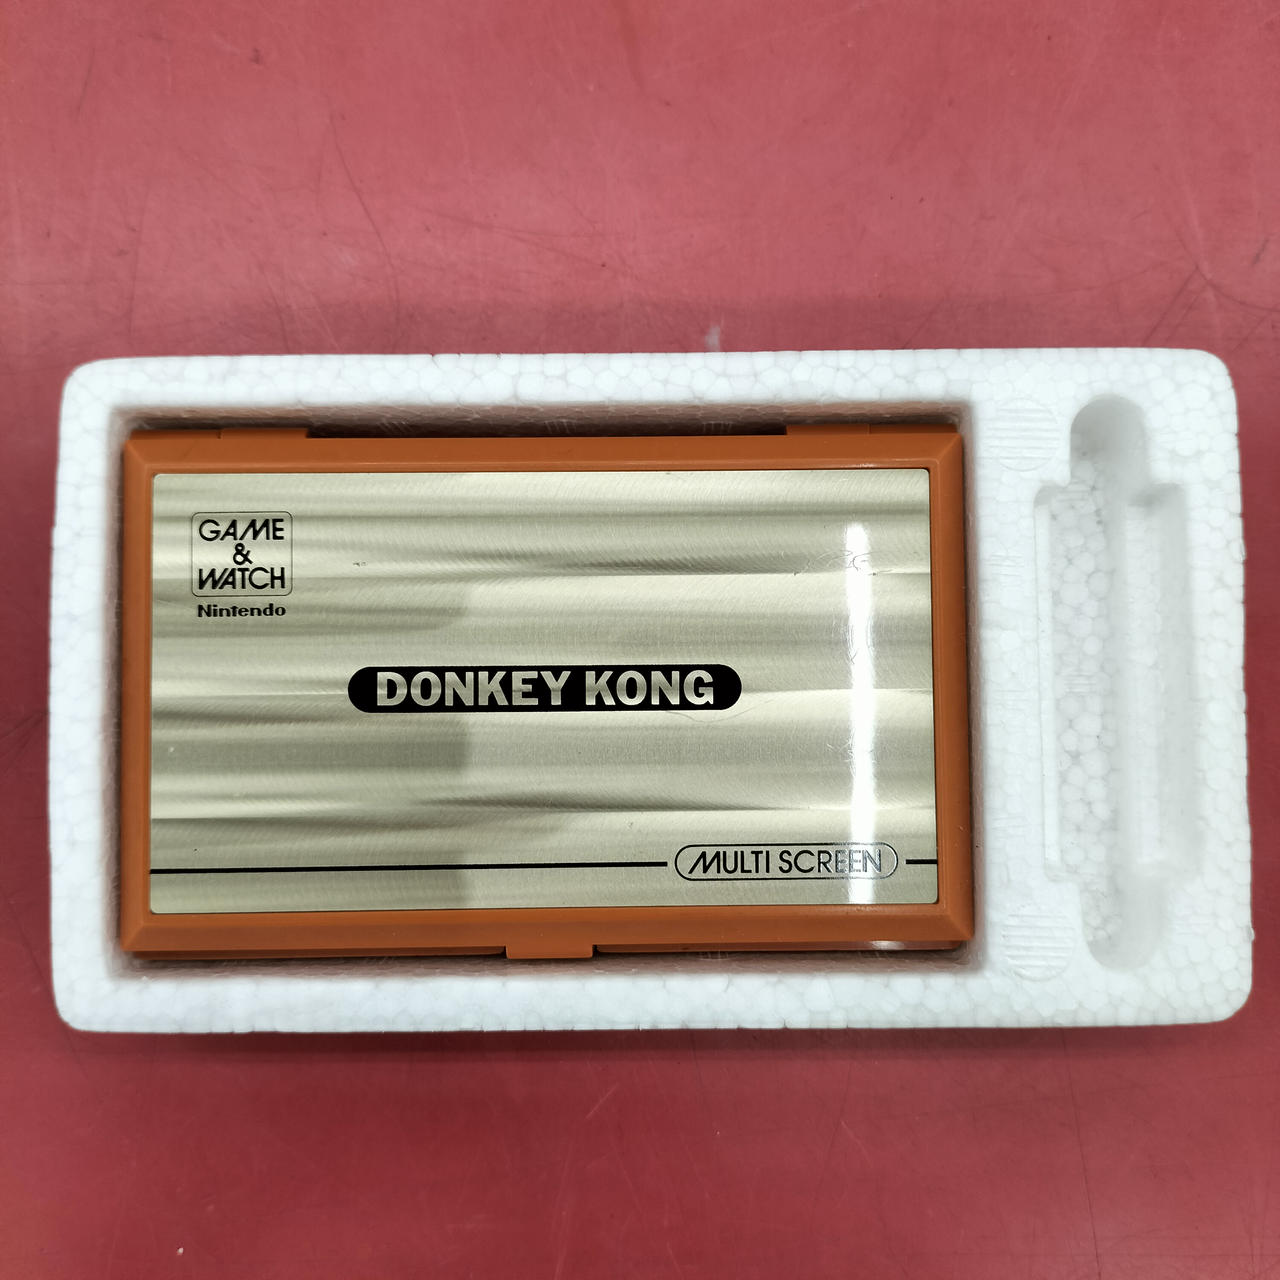 GAME
&
WATCH
Nintendo
DONKEY KONG
MULTI SCREEN